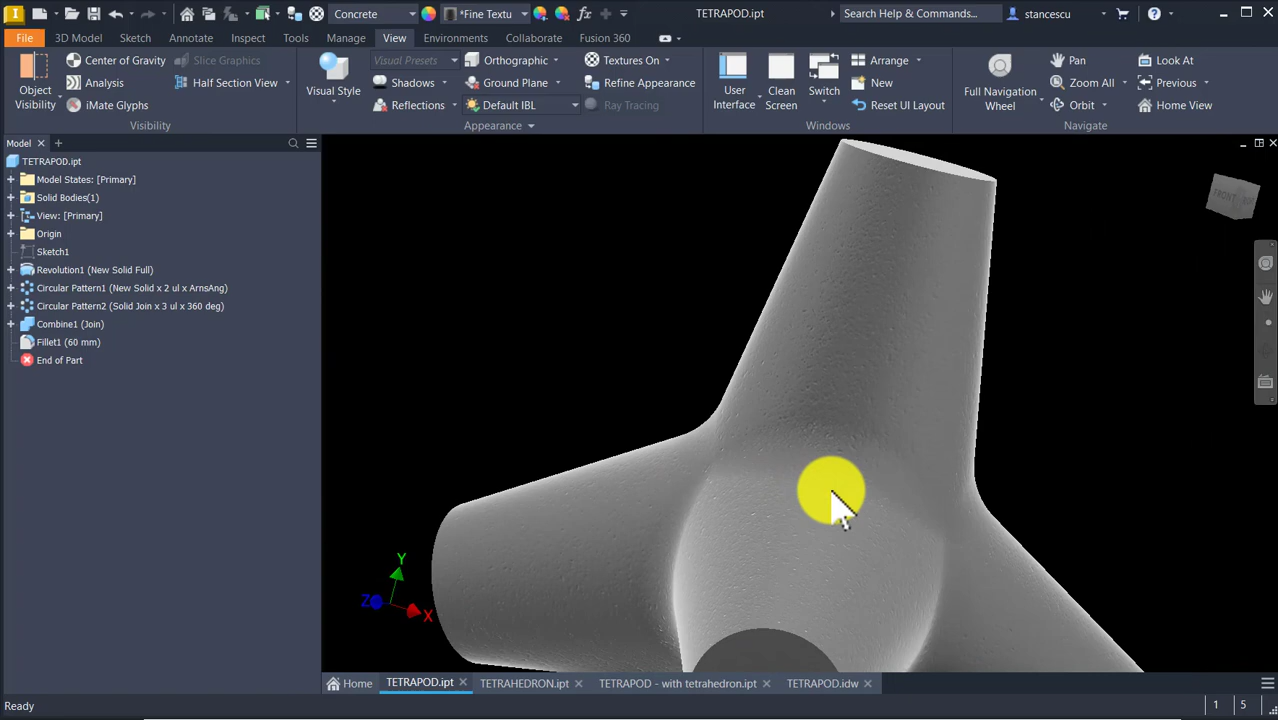 Concrete
*Fine Textu
fx
TETRAPOD.ipt
Search Help & Commands...
stancescu
File
3D Model
Sketch
Annotate
Inspect
Tools
Manage
View
Environments
Collaborate
Fusion 360
Object
Visibility
Center of Gravity
Analysis
iMate Glyphs
Slice Graphics
Half Section View
Visibility
Visual Style
Visual Presets
Shadows
Reflections
Orthographic
Ground Plane
Default IBL
Textures On
Refine Appearance
Ray Tracing
Appearance
User
Interface
Clean
Screen
Switch
Arrange
New
Reset UI Layout
Windows
Full Navigation
Wheel
Pan
Zoom All
Orbit
Look At
Previous
Home View
Navigate
Model
TETRAPOD.ipt
Model States: [Primary]
Solid Bodies(1)
View: [Primary]
Origin
Sketch1
Revolution1 (New Solid Full)
Circular Pattern1 (New Solid x 2 ul x ArnsAng)
Circular Pattern2 (Solid Join x 3 ul x 360 deg)
Combine1 (Join)
Fillet1 (60 mm)
End of Part
FRONT
Y
Z
X
Home
TETRAPOD.ipt
TETRAHEDRON.ipt
TETRAPOD - with tetrahedron.ipt
TETRAPOD.idw
Ready
1
5